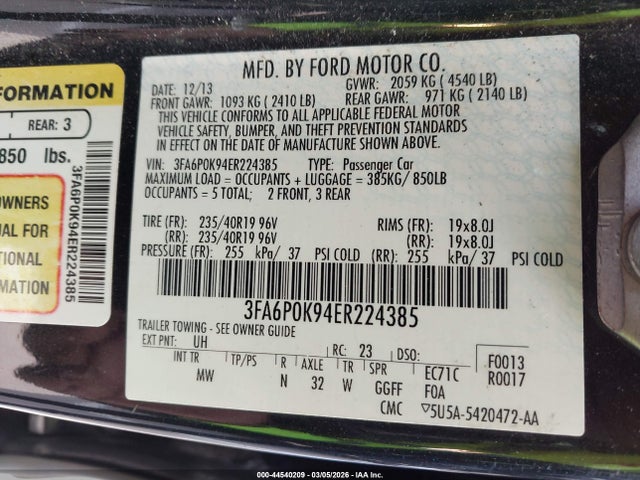 FORMATION
REAR: 3
850 lbs.
OWNERS
UAL FOR
TIONAL
RMATION
3FA6P0K94ER224385
MFD. BY FORD MOTOR CO.
DATE: 12/13 GVWR: 2059 KG ( 4540 LB)
FRONT GAWR: 1093 KG ( 2410 LB) REAR GAWR: 971 KG ( 2140 LB)
THIS VEHICLE CONFORMS TO ALL APPLICABLE FEDERAL MOTOR
VEHICLE SAFETY, BUMPER, AND THEFT PREVENTION STANDARDS
IN EFFECT ON THE DATE OF MANUFACTURE SHOWN ABOVE.
VIN: 3FA6P0K94ER224385 TYPE: Passenger Car
MAXIMUM LOAD = OCCUPANTS + LUGGAGE = 385KG/ 850LB
OCCUPANTS = 5 TOTAL: 2 FRONT, 3 REAR
TIRE (FR): 235/40R19 96V RIMS (FR): 19x8.0J
(RR): 235/40R19 96V (RR): 19x8.0J
PRESSURE (FR): 255 kPa/ 37 PSI COLD (RR): 255 kPa/ 37 PSI COLD
3FA6P0K94ER224385
TRAILER TOWING - SEE OWNER GUIDE
EXT PNT: UH RC: 23 DSO: F0013
INT TR TP/PS R AXLE TR SPR EC71C R0017
MW N 32 W GGFF F0A
CMC ▽5U5A-5420472-AA
000-44540209 - 03/05/2026 - IAA Inc.